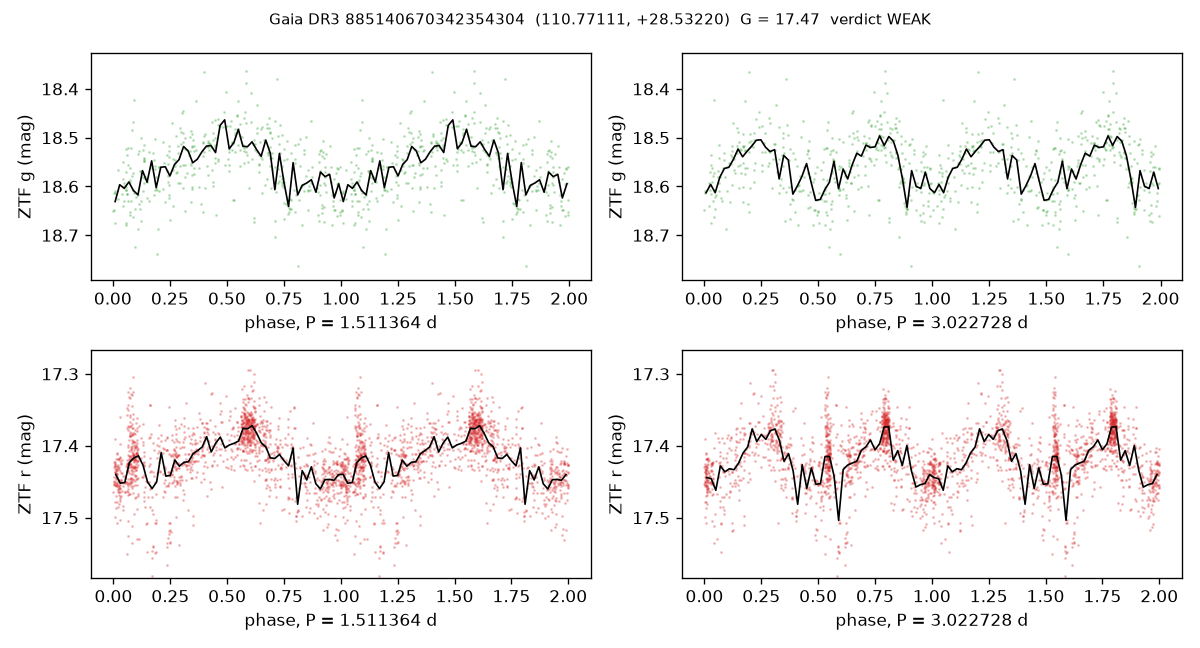 Gaia DR3 885140670342354304 (110.77111, +28.53220) G = 17.47 verdict WEAK
ZTF g (mag)
18.4
18.5
18.6
18.7
0.00 0.25 0.50 0.75 1.00 1.25 1.50 1.75 2.00
phase, P = 1.511364 d
ZTF g (mag)
18.4
18.5
18.6
18.7
0.00 0.25 0.50 0.75 1.00 1.25 1.50 1.75 2.00
phase, P = 3.022728 d
ZTF r (mag)
17.3
17.4
17.5
0.00 0.25 0.50 0.75 1.00 1.25 1.50 1.75 2.00
phase, P = 1.511364 d
ZTF r (mag)
17.3
17.4
17.5
0.00 0.25 0.50 0.75 1.00 1.25 1.50 1.75 2.00
phase, P = 3.022728 d